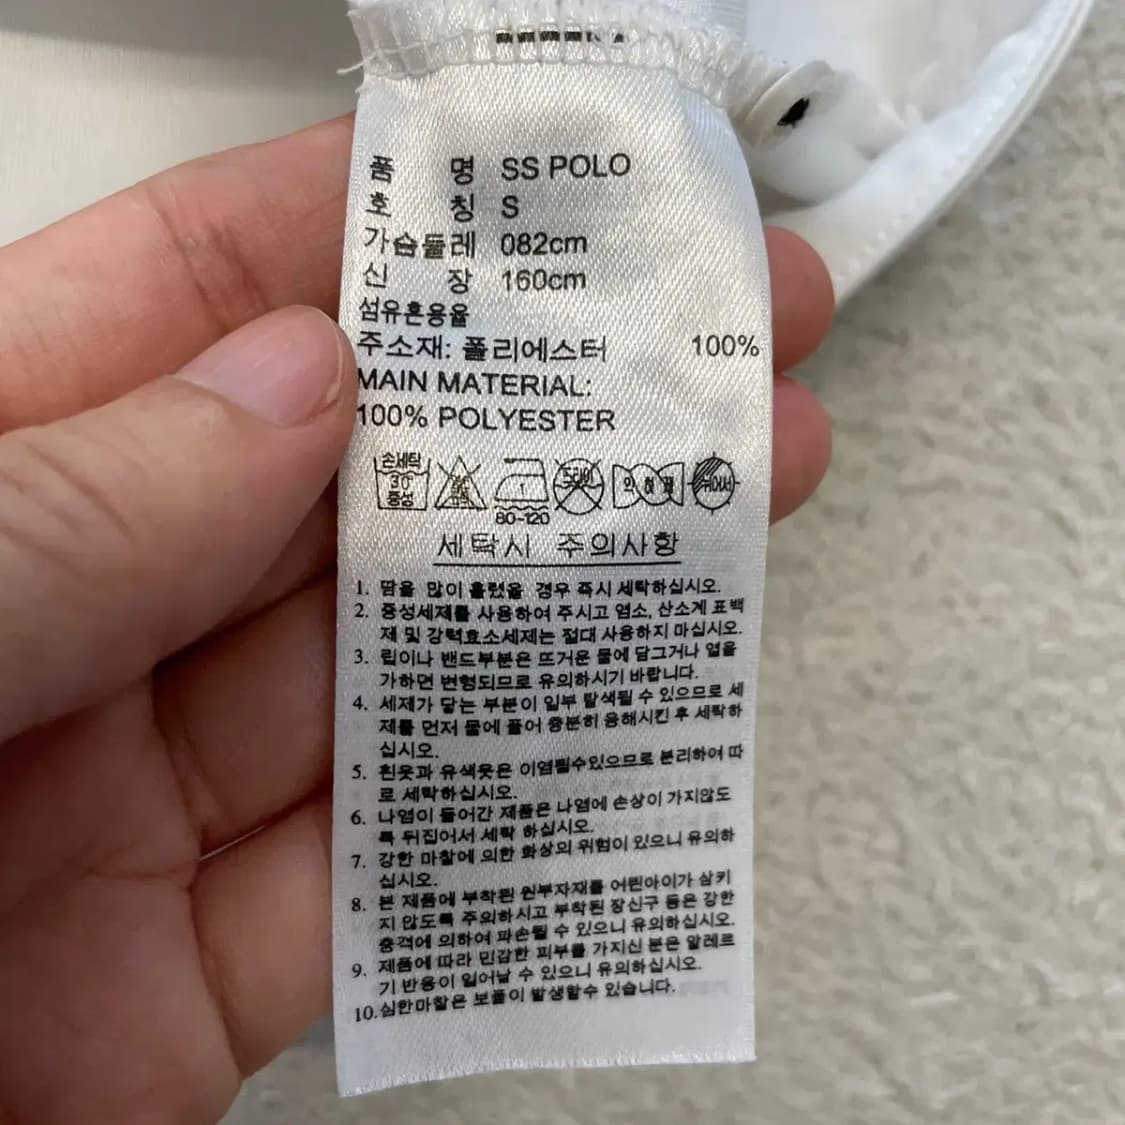 품 명 SS POLO
호 칭 S
가슴둘레 082cm
신 장 160cm
섬유혼용율
주소재: 폴리에스터 100%
MAIN MATERIAL:
100% POLYESTER
손세탁 드라이
30 약 하 게 뉘어서
중성 80-120
세탁시 주의사항
1. 땀을 많이 흘렸을 경우 즉시 세탁하십시오.
2. 중성세제를 사용하여 주시고 염소, 산소계 표백
제 및 강력효소세제는 절대 사용하지 마십시오.
3. 립이나 밴드부분은 뜨거운 물에 담그거나 열을
가하면 변형되므로 유의하시기 바랍니다.
4. 세제가 닿는 부분이 일부 탈색될 수 있으므로 세
제를 먼저 물에 풀어 충분히 용해시킨 후 세탁하
십시오.
5. 흰옷과 유색옷은 이염될수있으므로 분리하여 따
로 세탁하십시오.
6. 나염이 들어간 제품은 나염에 손상이 가지않도
록 뒤집어서 세탁 하십시오.
7. 강한 마찰에 의한 화상의 위험이 있으니 유의하
십시오.
8. 본 제품에 부착된 원부자재를 어린아이가 삼키
지 않도록 주의하시고 부착된 장신구 등은 강한
충격에 의하여 파손될 수 있으니 유의하십시오.
9. 제품에 따라 민감한 피부를 가지신 분은 알레르
기 반응이 일어날 수 있으니 유의하십시오.
10.심한마찰은 보풀이 발생할수 있습니다.